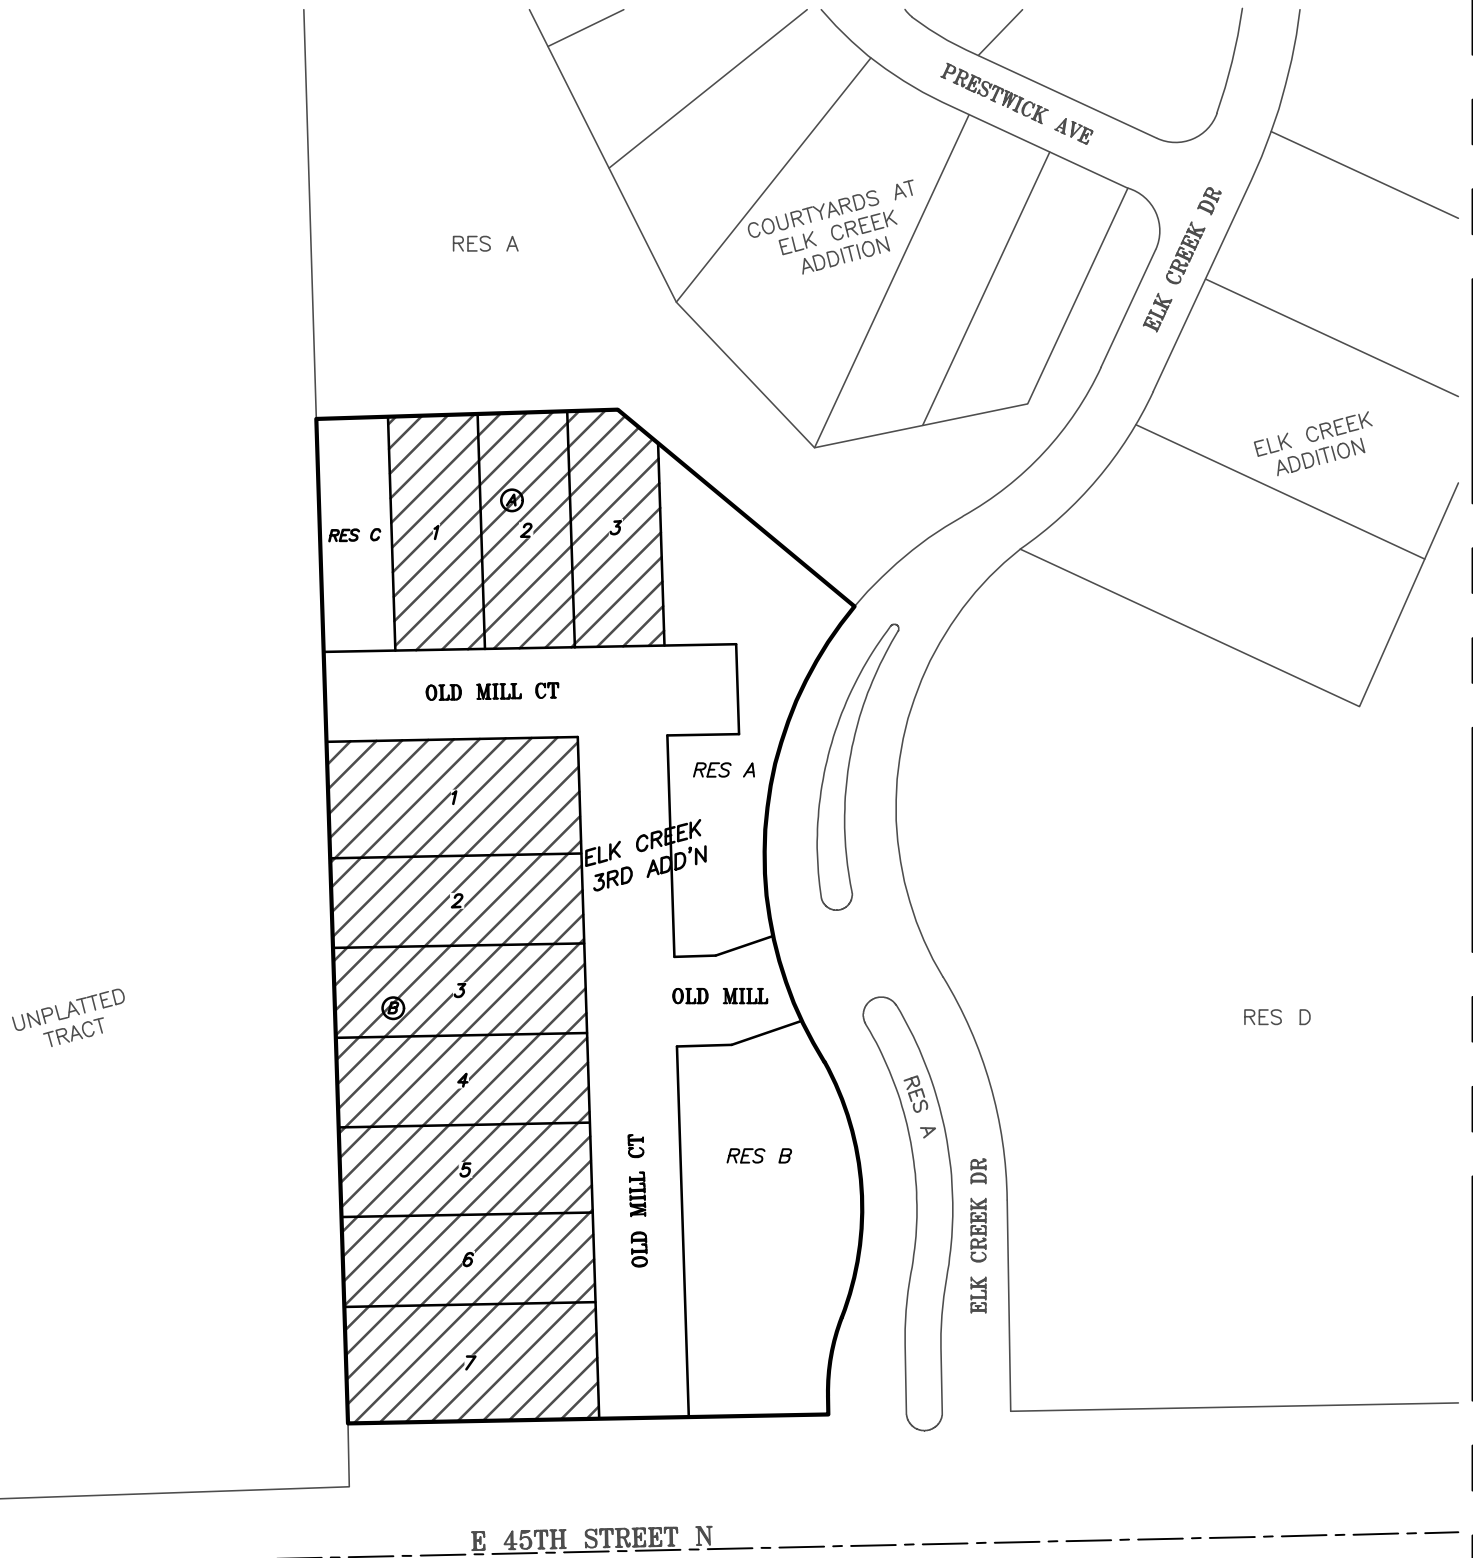 PRESTWICK AVE
COURTYARDS AT
ELK CREEK
ADDITION
RES A
ELK CREEK DR
ELK CREEK
ADDITION
A
RES C
1
2
3
OLD MILL CT
RES A
1
ELK CREEK
3RD ADD'N
2
3
B
OLD MILL
UNPLATTED
TRACT
RES D
4
RES A
5
RES B
OLD MILL CT
ELK CREEK DR
6
7
E 45TH STREET N